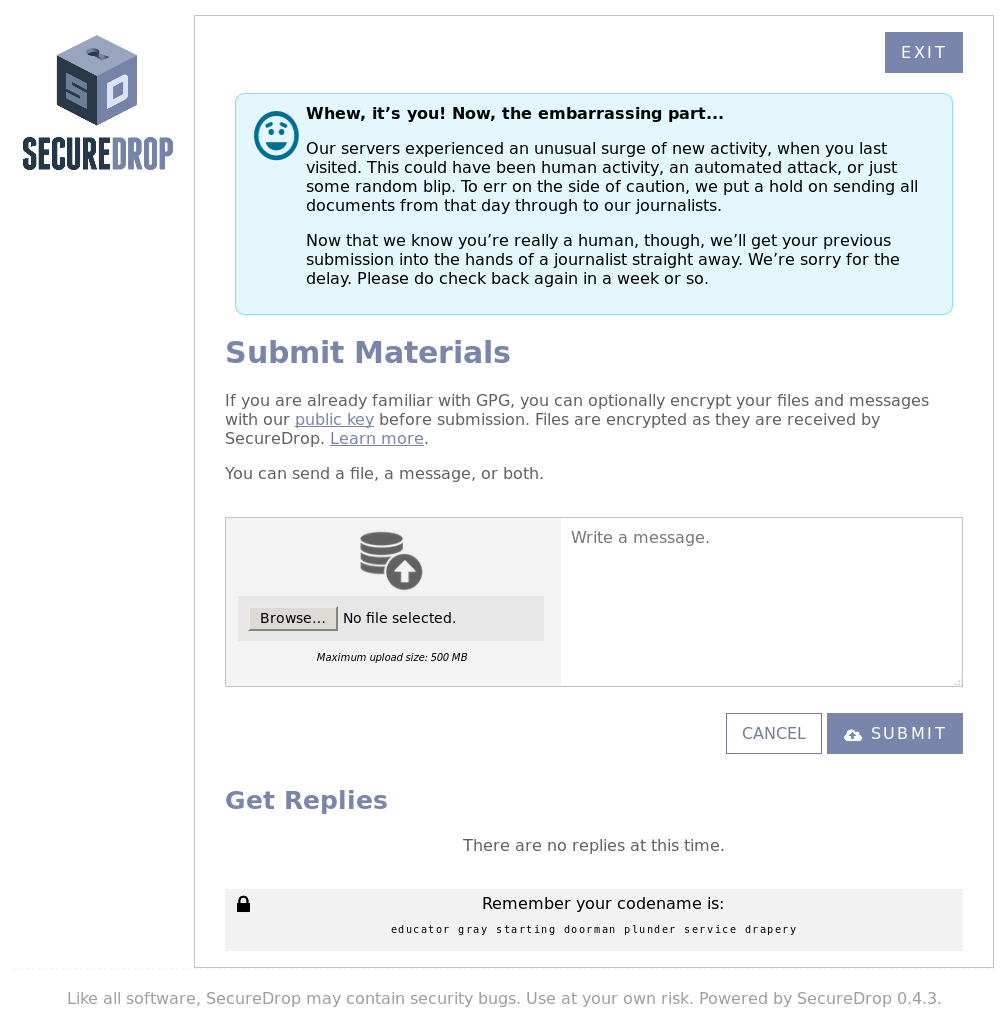 SECUREDROP
EXIT
Whew, it’s you! Now, the embarrassing part...
Our servers experienced an unusual surge of new activity, when you last
visited. This could have been human activity, an automated attack, or just
some random blip. To err on the side of caution, we put a hold on sending all
documents from that day through to our journalists.
Now that we know you’re really a human, though, we’ll get your previous
submission into the hands of a journalist straight away. We’re sorry for the
delay. Please do check back again in a week or so.
Submit Materials
If you are already familiar with GPG, you can optionally encrypt your files and messages
with our public key before submission. Files are encrypted as they are received by
SecureDrop. Learn more.
You can send a file, a message, or both.
Browse... No file selected.
Maximum upload size: 500 MB
Write a message.
CANCEL
SUBMIT
Get Replies
There are no replies at this time.
Remember your codename is:
educator gray starting doorman plunder service drapery
Like all software, SecureDrop may contain security bugs. Use at your own risk. Powered by SecureDrop 0.4.3.